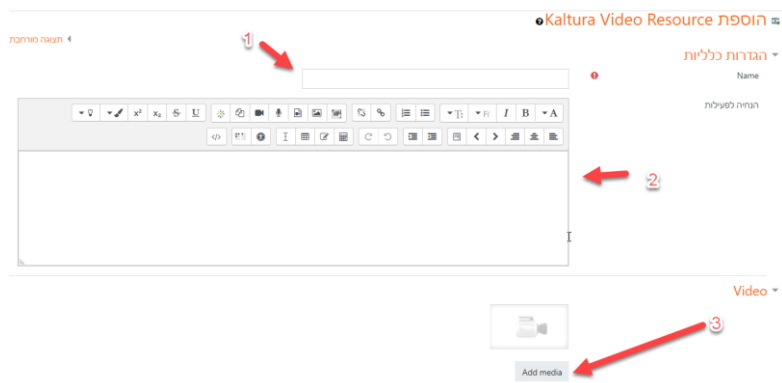 הוספת Kaltura Video Resource
תצוגה מורחבת
1
הגדרות כלליות
Name
הנחיה לפעילות
2
Video
3
Add media